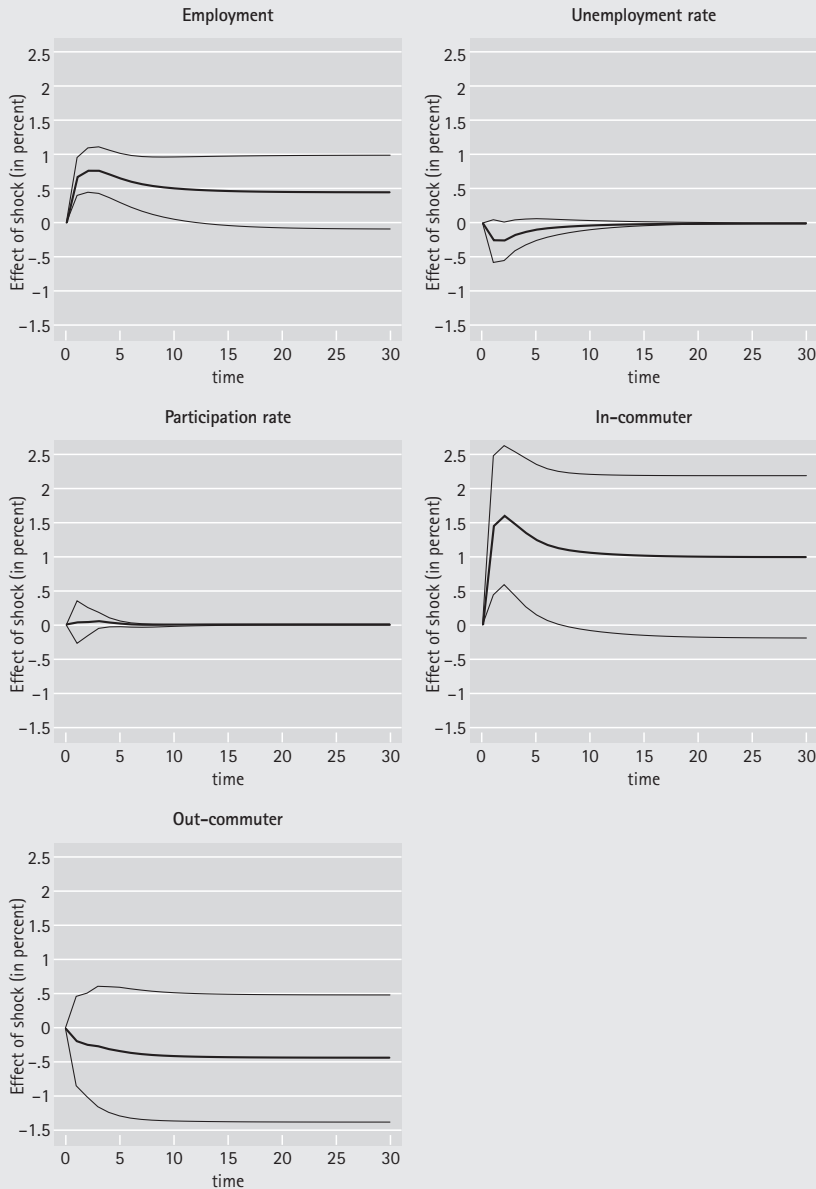 Employment
Effect of shock (in percent)
2.5
2
1.5
1
.5
0
−.5
−1
−1.5
0 5 10 15 20 25 30
time
Unemployment rate
Effect of shock (in percent)
2.5
2
1.5
1
.5
0
−.5
−1
−1.5
0 5 10 15 20 25 30
time
Participation rate
Effect of shock (in percent)
2.5
2
1.5
1
.5
0
−.5
−1
−1.5
0 5 10 15 20 25 30
time
In-commuter
Effect of shock (in percent)
2.5
2
1.5
1
.5
0
−.5
−1
−1.5
0 5 10 15 20 25 30
time
Out-commuter
Effect of shock (in percent)
2.5
2
1.5
1
.5
0
−.5
−1
−1.5
0 5 10 15 20 25 30
time